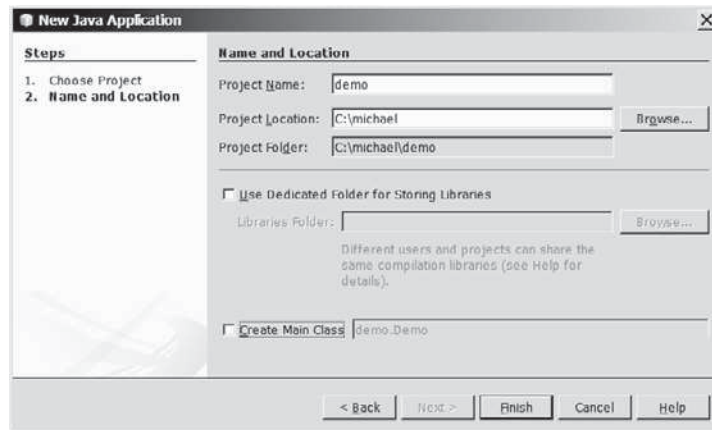 New Java Application
Steps
1. Choose Project
2. Name and Location
Name and Location
Project Name: demo
Project Location: C:\michael Browse...
Project Folder: C:\michael\demo
Use Dedicated Folder for Storing Libraries
Libraries Folder: Browse...
Different users and projects can share the
same compilation libraries (see Help for
details).
Create Main Class demo.Demo
< Back Next > Finish Cancel Help